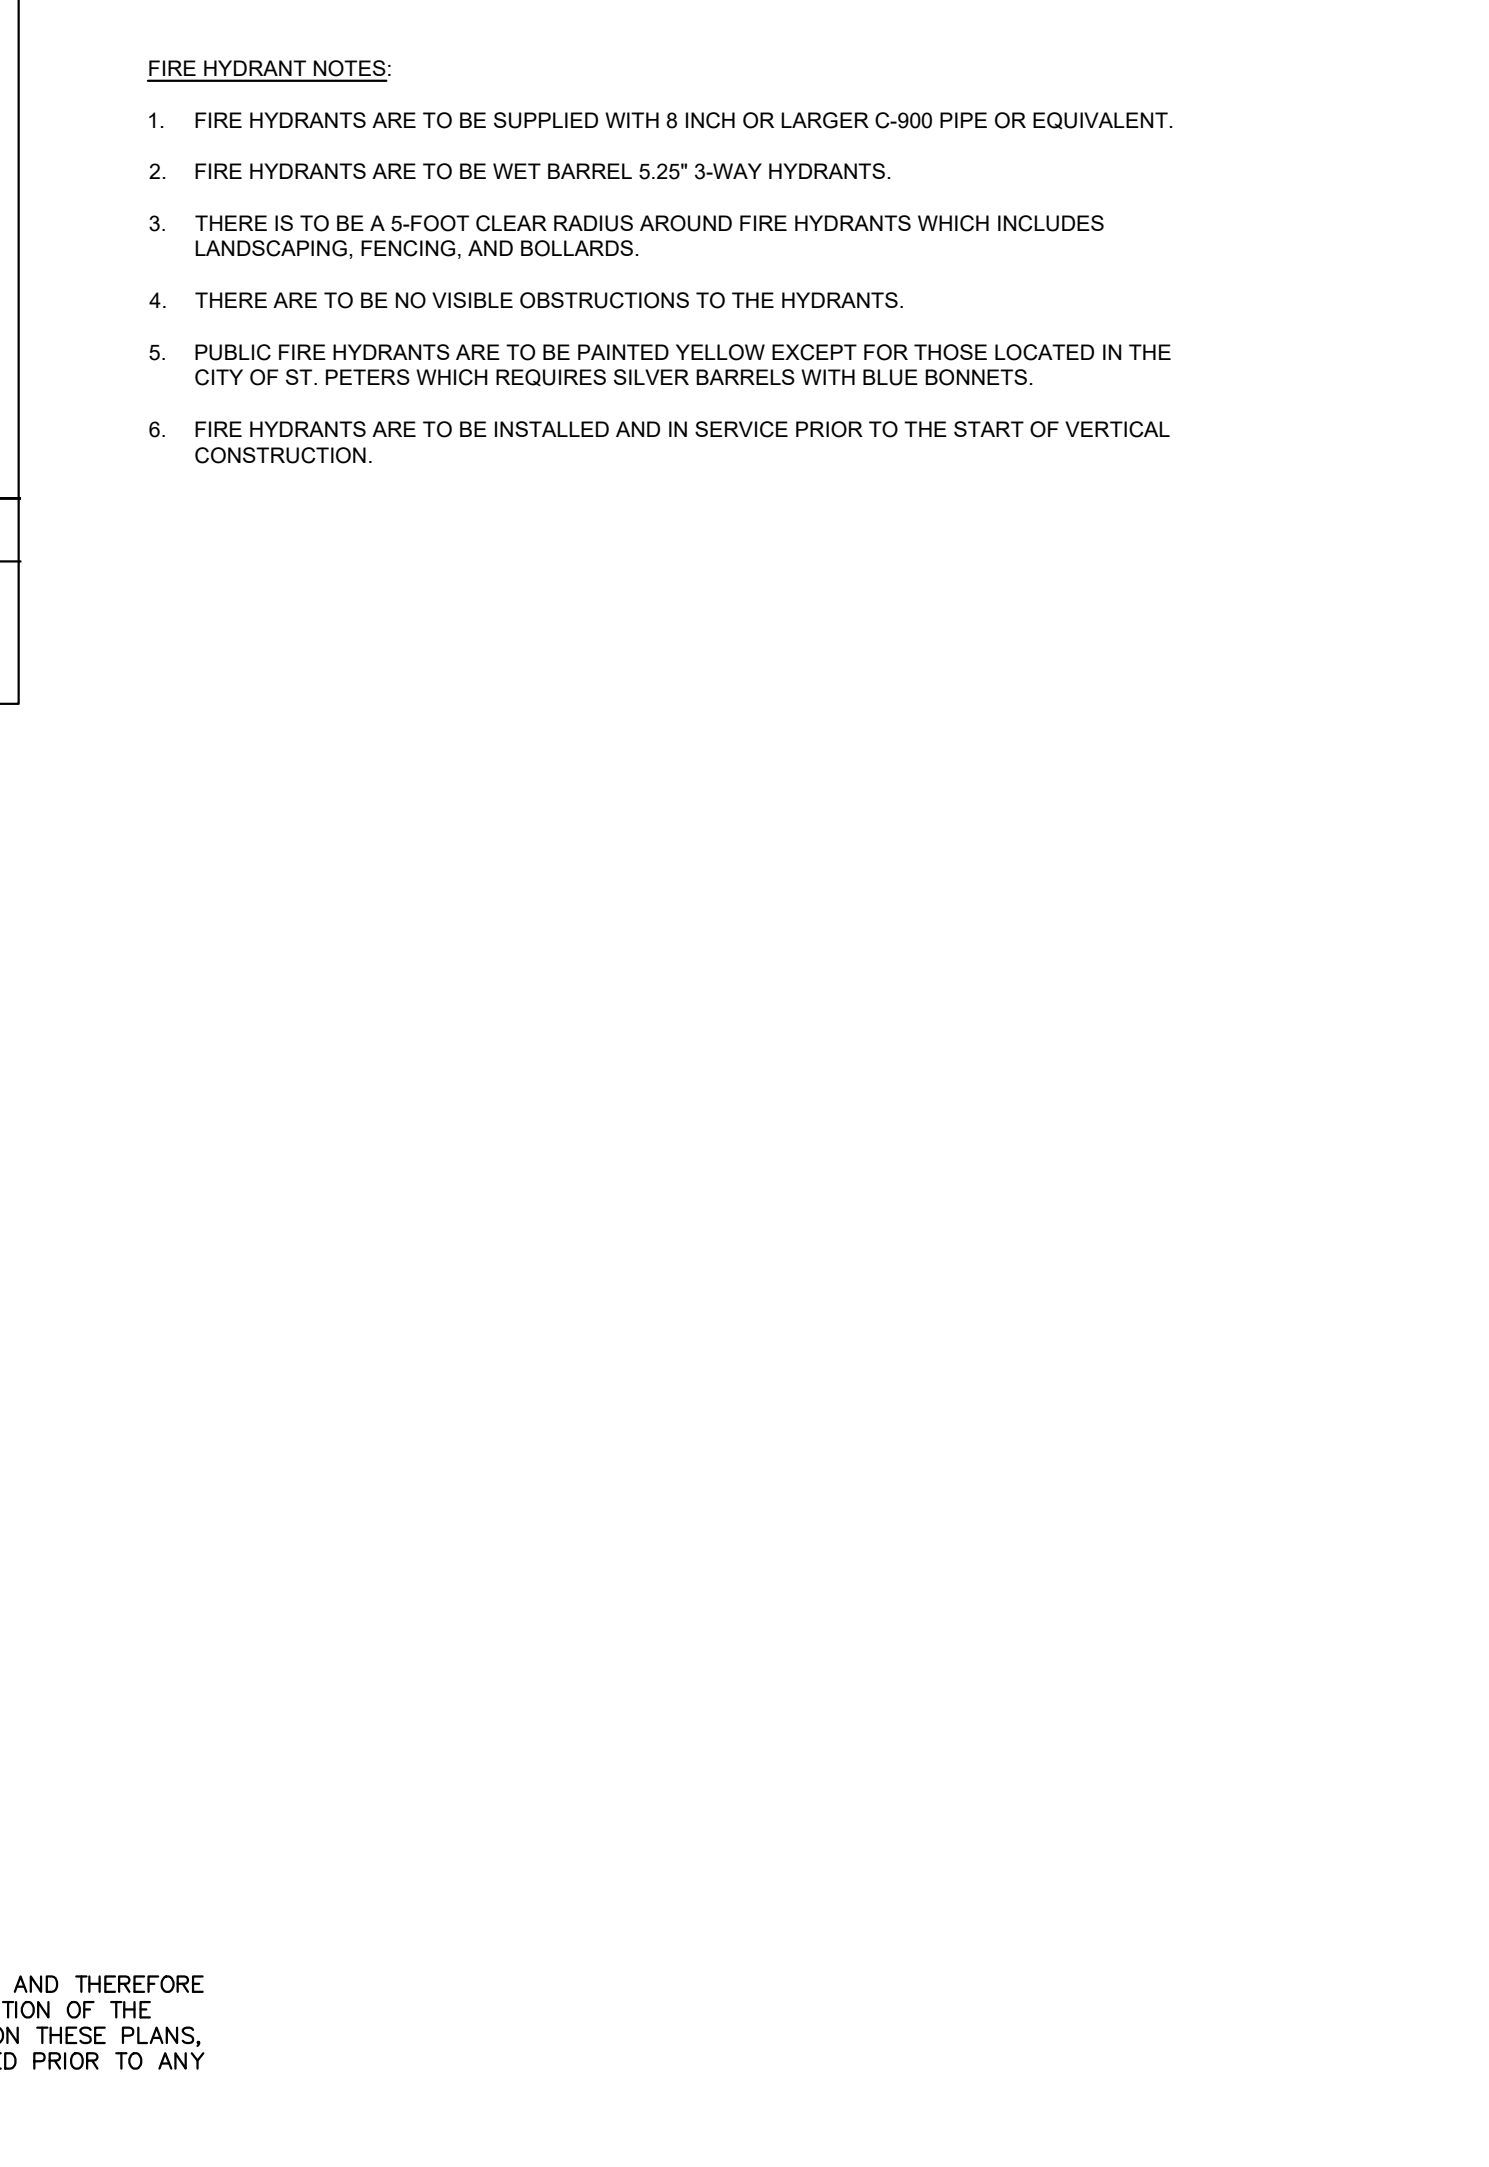 FIRE HYDRANT NOTES:
1. FIRE HYDRANTS ARE TO BE SUPPLIED WITH 8 INCH OR LARGER C-900 PIPE OR EQUIVALENT.
2. FIRE HYDRANTS ARE TO BE WET BARREL 5.25" 3-WAY HYDRANTS.
3. THERE IS TO BE A 5-FOOT CLEAR RADIUS AROUND FIRE HYDRANTS WHICH INCLUDES
LANDSCAPING, FENCING, AND BOLLARDS.
4. THERE ARE TO BE NO VISIBLE OBSTRUCTIONS TO THE HYDRANTS.
5. PUBLIC FIRE HYDRANTS ARE TO BE PAINTED YELLOW EXCEPT FOR THOSE LOCATED IN THE
CITY OF ST. PETERS WHICH REQUIRES SILVER BARRELS WITH BLUE BONNETS.
6. FIRE HYDRANTS ARE TO BE INSTALLED AND IN SERVICE PRIOR TO THE START OF VERTICAL
CONSTRUCTION.
AND THEREFORE
TION OF THE
ON THESE PLANS,
ED PRIOR TO ANY